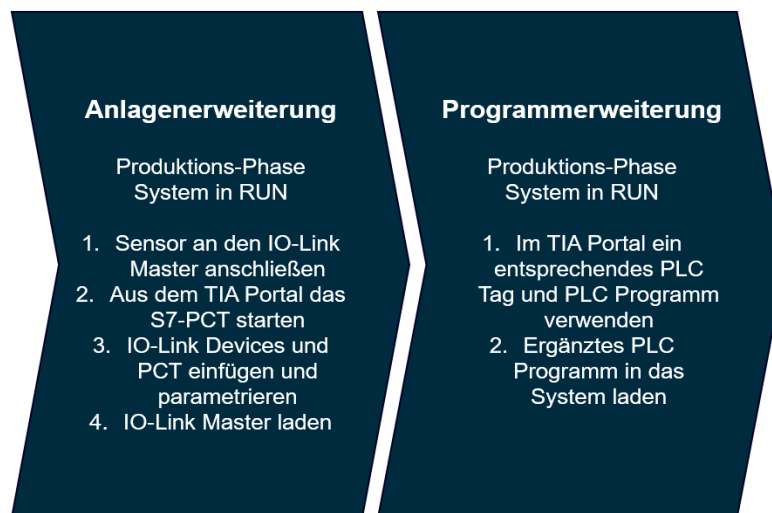 Anlagenerweiterung
Produktions-Phase
System in RUN
1. Sensor an den IO-Link
Master anschließen
2. Aus dem TIA Portal das
S7-PCT starten
3. IO-Link Devices und
PCT einfügen und
parametrieren
4. IO-Link Master laden
Programmerweiterung
Produktions-Phase
System in RUN
1. Im TIA Portal ein
entsprechendes PLC
Tag und PLC Programm
verwenden
2. Ergänztes PLC
Programm in das
System laden